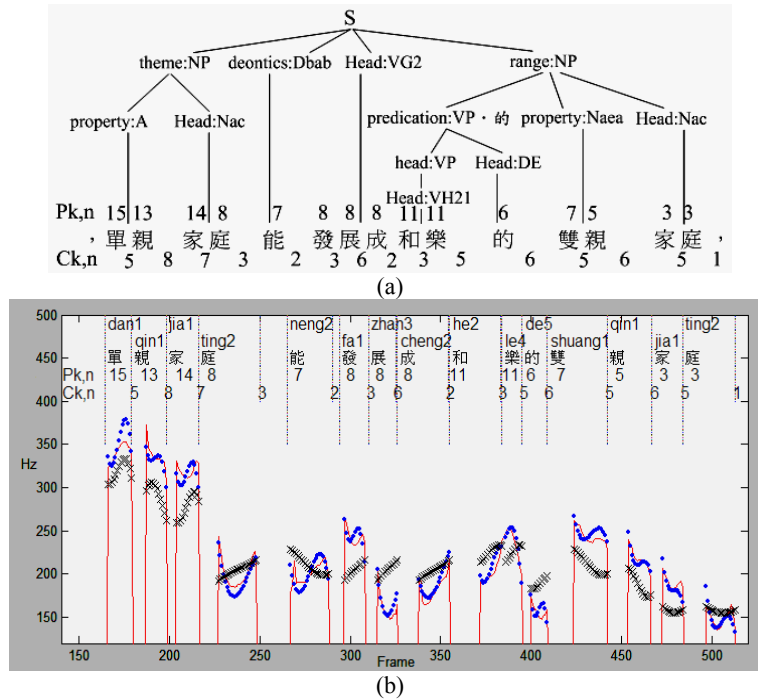 S
theme:NP deontics:Dbab Head:VG2 range:NP
property:A Head:Nac predication:VP・的 property:Naea Head:Nac
head:VP Head:DE
Head:VH21
Pk,n 15 13 14 8 7 8 8 8 11 11 6 7 5 3 3
，單親 家庭 能 發展成和樂 的 雙親 家庭，
Ck,n 5 8 7 3 2 3 6 2 3 5 6 5 6 5 1
(a)
500 dan1 jia1 neng2 zhan3 he2 de5 qin1 ting2
qin1 ting2 fa1 cheng2 le4 shuang1 jia1
450 單 親 家 庭 能 發 展 成 和 樂 的 雙 親 家 庭
Pk,n 15 13 14 8 7 8 8 8 11 11 6 7 5 3 3
400 Ck,n 5 8 7 3 2 3 6 2 3 5 6 5 6 5 1
350
Hz
300
250
200
150
150 200 250 300 350 400 450 500
Frame
(b)